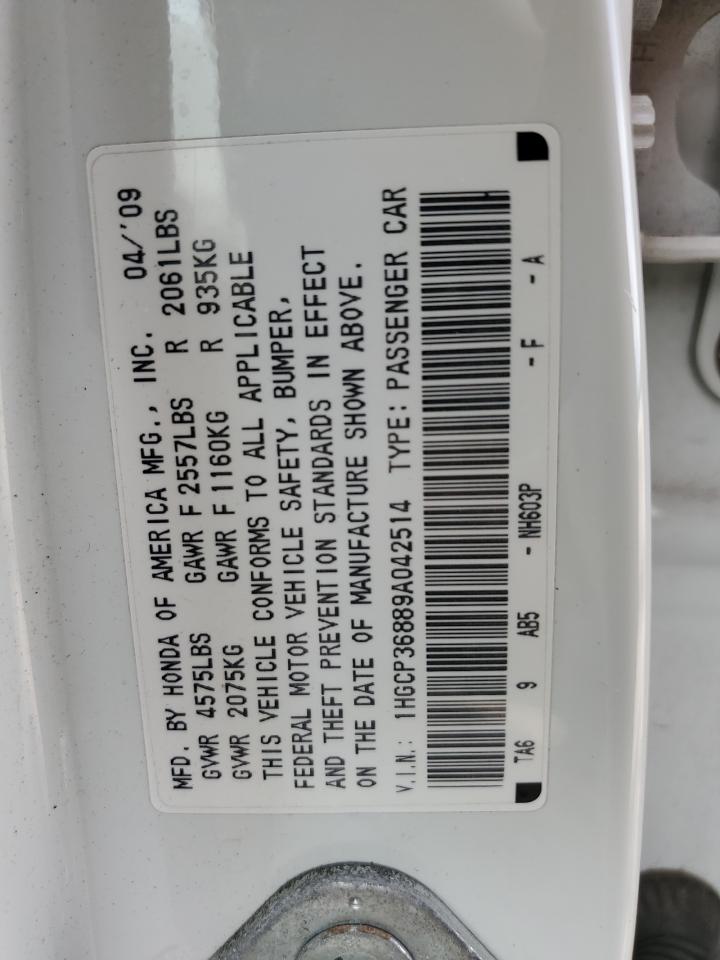 MFD. BY HONDA OF AMERICA MFG., INC. 04/'09
GVWR 4575LBS GAWR F 2557LBS R 2061LBS
GVWR 2075KG GAWR F 1160KG R 935KG
THIS VEHICLE CONFORMS TO ALL APPLICABLE
FEDERAL MOTOR VEHICLE SAFETY, BUMPER,
AND THEFT PREVENTION STANDARDS IN EFFECT
ON THE DATE OF MANUFACTURE SHOWN ABOVE.
V.I.N.: 1HGCP36889A042514 TYPE: PASSENGER CAR
TA6 9 AB5 - NH603P - F - A